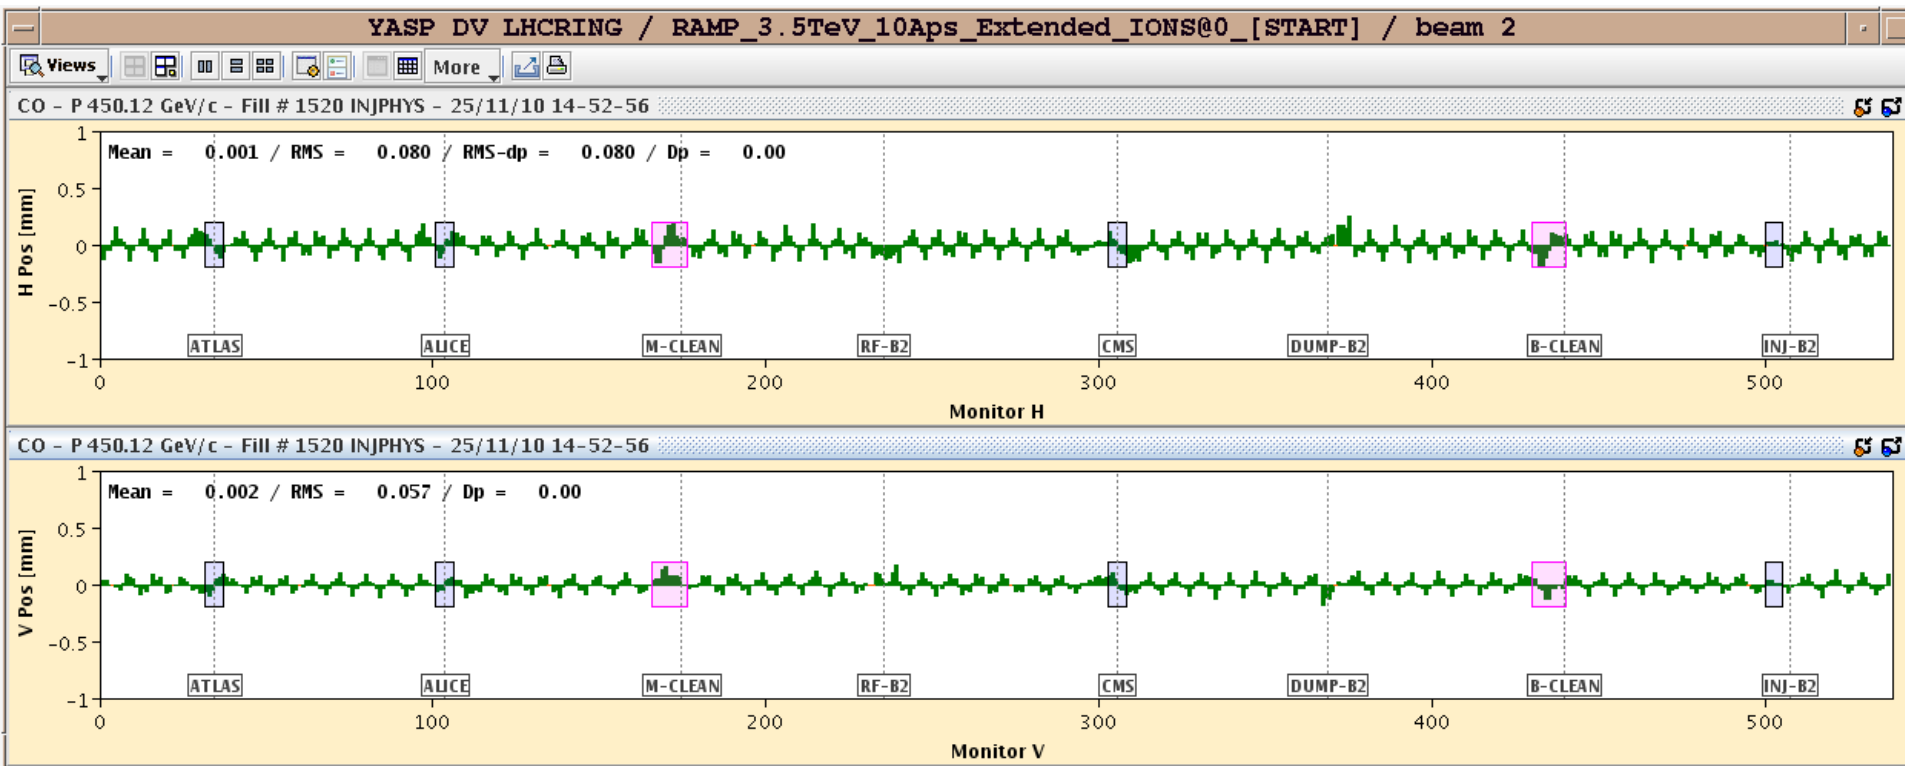 YASP DV LHCRING / RAMP_3.5TeV_10Aps_Extended_IONS@0_[START] / beam 2
Views More
CO - P 450.12 GeV/c - Fill # 1520 INJPHYS - 25/11/10 14-52-56
Mean = 0.001 / RMS = 0.080 / RMS-dp = 0.080 / Dp = 0.00
H Pos [mm]
1
0.5
0
-0.5
-1
ATLAS ALICE M-CLEAN RF-B2 CMS DUMP-B2 B-CLEAN INJ-B2
0 100 200 300 400 500
Monitor H
CO - P 450.12 GeV/c - Fill # 1520 INJPHYS - 25/11/10 14-52-56
Mean = 0.002 / RMS = 0.057 / Dp = 0.00
V Pos [mm]
1
0.5
0
-0.5
-1
ATLAS ALICE M-CLEAN RF-B2 CMS DUMP-B2 B-CLEAN INJ-B2
0 100 200 300 400 500
Monitor V